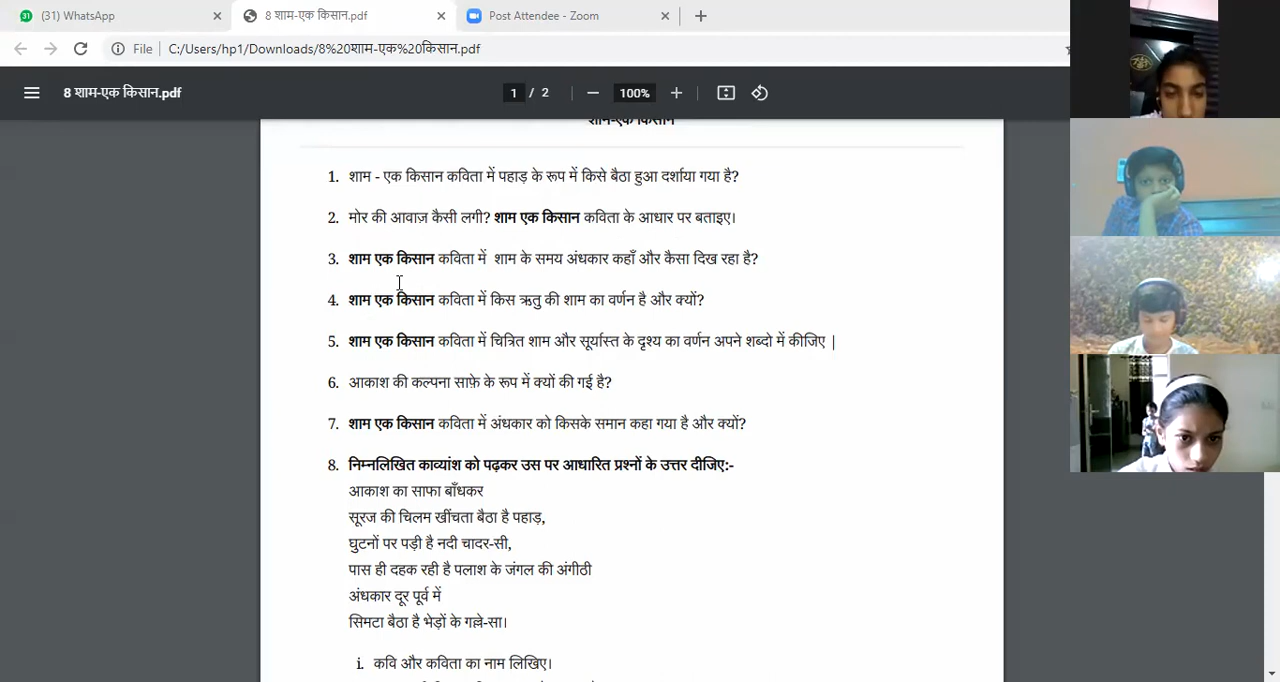 (31) WhatsApp
8 शाम-एक किसान.pdf
Post Attendee - Zoom
File
C:/Users/hp1/Downloads/8%20शाम-एक%20किसान.pdf
8 शाम-एक किसान.pdf
1 / 2
100%
शाम-एक किसान
1. शाम - एक किसान कविता में पहाड़ के रूप में किसे बैठा हुआ दर्शाया गया है?
2. मोर की आवाज़ कैसी लगी? शाम एक किसान कविता के आधार पर बताइए।
3. शाम एक किसान कविता में शाम के समय अंधकार कहाँ और कैसा दिख रहा है?
4. शाम एक किसान कविता में किस ऋतु की शाम का वर्णन है और क्यों?
5. शाम एक किसान कविता में चित्रित शाम और सूर्यास्त के दृश्य का वर्णन अपने शब्दो में कीजिए |
6. आकाश की कल्पना साफ़े के रूप में क्यों की गई है?
7. शाम एक किसान कविता में अंधकार को किसके समान कहा गया है और क्यों?
8. निम्नलिखित काव्यांश को पढ़कर उस पर आधारित प्रश्नों के उत्तर दीजिए:-
आकाश का साफा बाँधकर
सूरज की चिलम खींचता बैठा है पहाड़,
घुटनों पर पड़ी है नदी चादर-सी,
पास ही दहक रही है पलाश के जंगल की अंगीठी
अंधकार दूर पूर्व में
सिमटा बैठा है भेड़ों के गल्ले-सा।
i. कवि और कविता का नाम लिखिए।